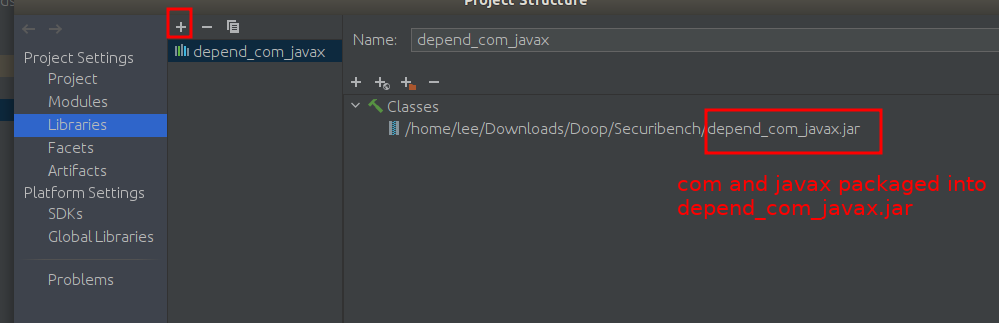 Project Structure
Project Settings
Project
Modules
Libraries
Facets
Artifacts
Platform Settings
SDKs
Global Libraries
Problems
depend_com_javax
Name: depend_com_javax
Classes
/home/lee/Downloads/Doop/Securibench/depend_com_javax.jar
com and javax packaged into
depend_com_javax.jar